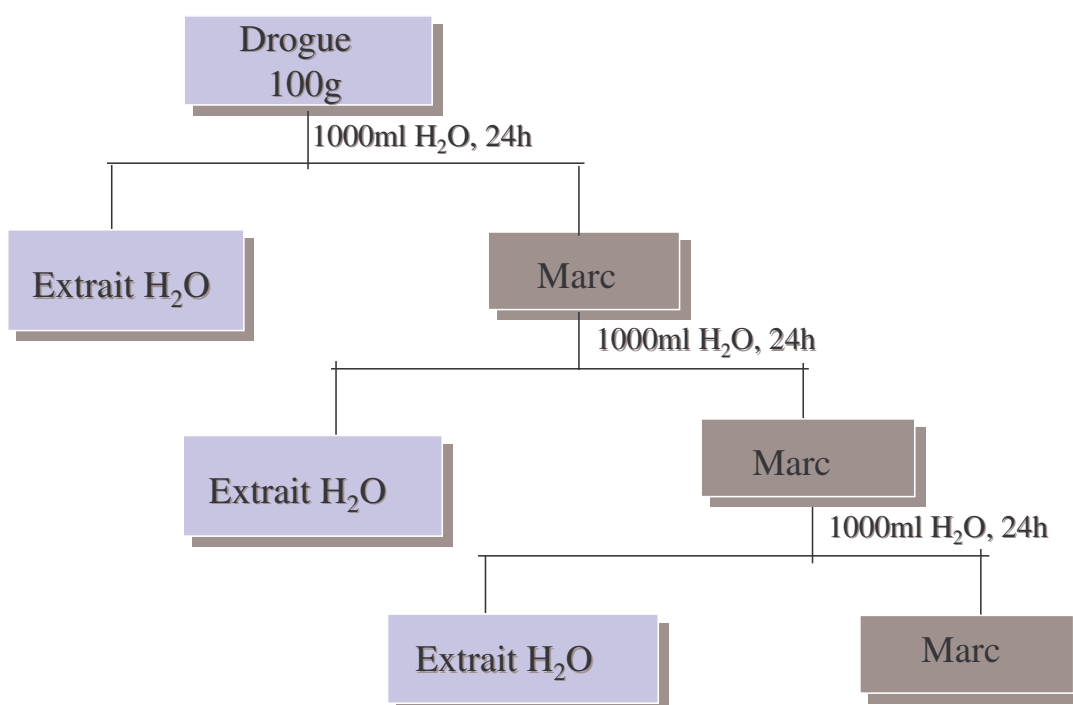 Drogue
100g
1000ml H₂O, 24h
Extrait H₂O
Marc
1000ml H₂O, 24h
Extrait H₂O
Marc
1000ml H₂O, 24h
Extrait H₂O
Marc